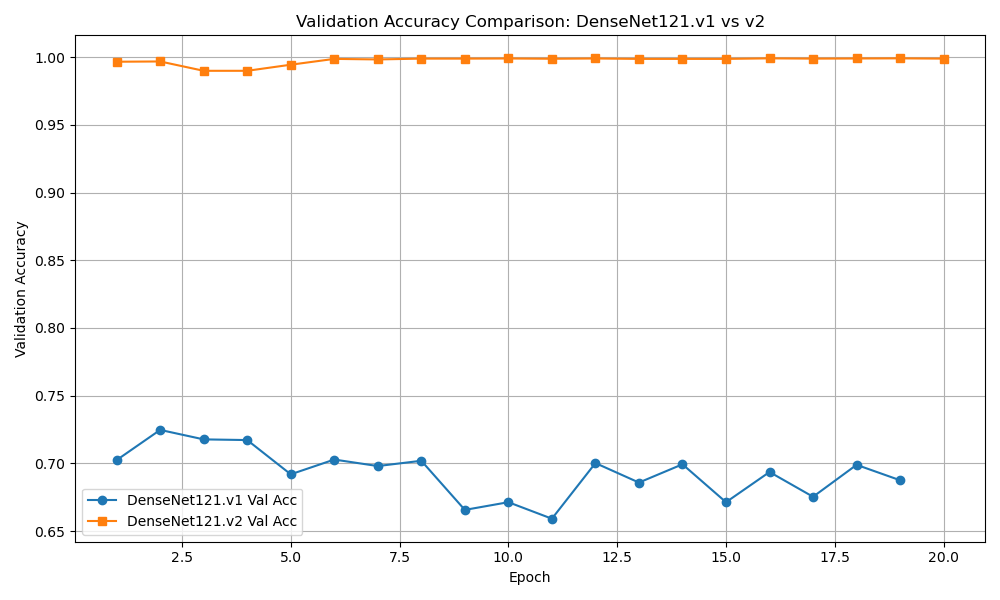 Validation Accuracy Comparison: DenseNet121.v1 vs v2
1.00
0.95
0.90
0.85
0.80
0.75
0.70
0.65
Validation Accuracy
DenseNet121.v1 Val Acc
DenseNet121.v2 Val Acc
2.5 5.0 7.5 10.0 12.5 15.0 17.5 20.0
Epoch